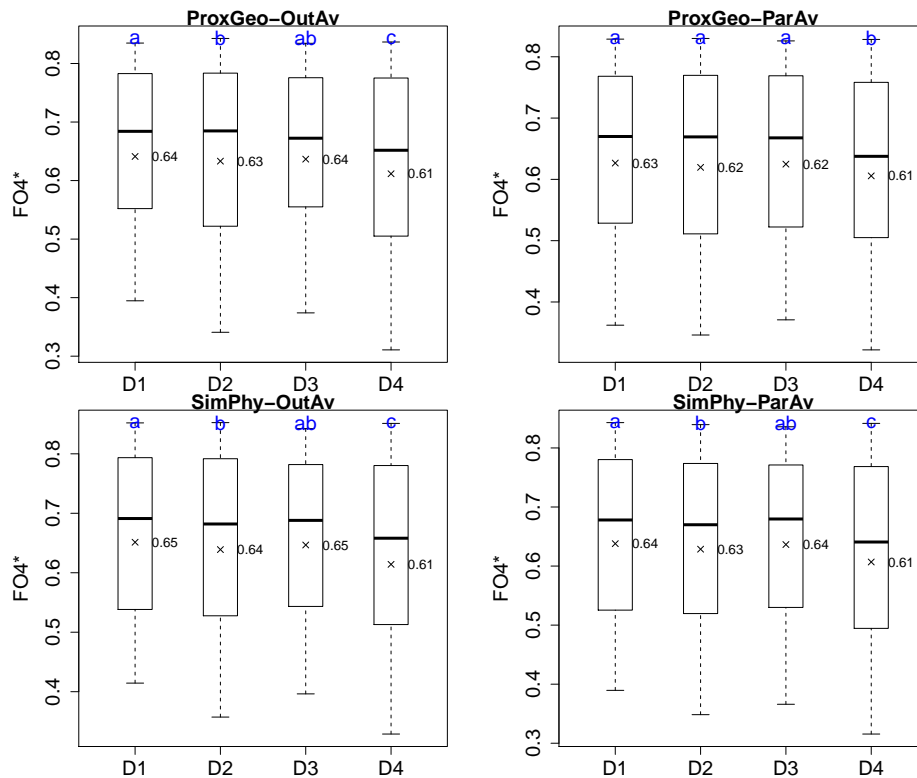 ProxGeo−OutAv
a b ab c
FO4*
0.8
0.7
0.6
0.5
0.4
0.3
0.64 0.63 0.64 0.61
D1 D2 D3 D4
ProxGeo−ParAv
a a a b
FO4*
0.8
0.7
0.6
0.5
0.4
0.63 0.62 0.62 0.61
D1 D2 D3 D4
SimPhy−OutAv
a b ab c
FO4*
0.8
0.7
0.6
0.5
0.4
0.65 0.64 0.65 0.61
D1 D2 D3 D4
SimPhy−ParAv
a b ab c
FO4*
0.8
0.7
0.6
0.5
0.4
0.3
0.64 0.63 0.64 0.61
D1 D2 D3 D4